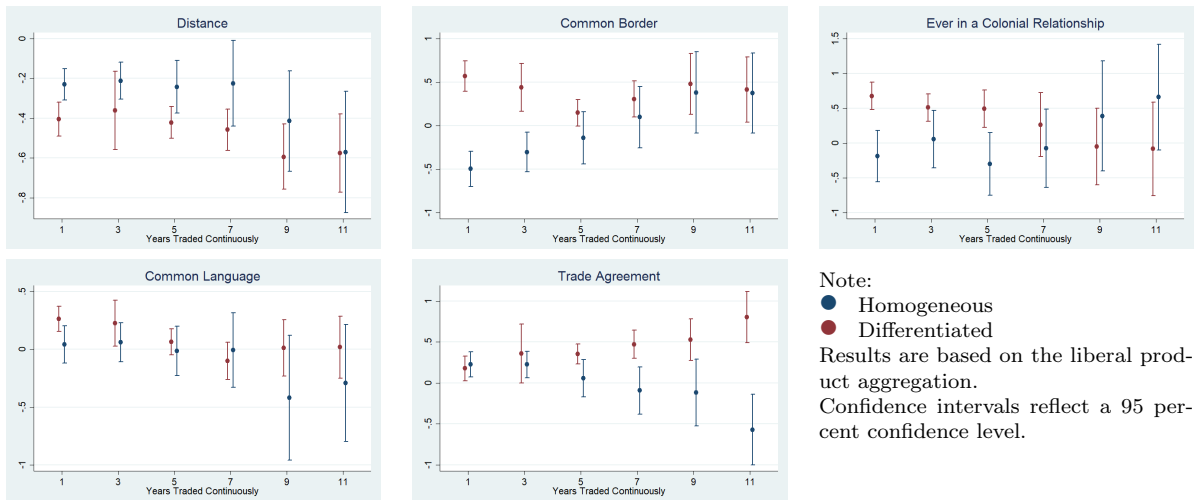 Distance
0
-.2
-.4
-.6
-.8
1 3 5 7 9 11
Years Traded Continuously
Common Border
1
.5
0
-.5
-1
1 3 5 7 9 11
Years Traded Continuously
Ever in a Colonial Relationship
1.5
1
.5
0
-.5
-1
1 3 5 7 9 11
Years Traded Continuously
Common Language
.5
0
-.5
-1
1 3 5 7 9 11
Years Traded Continuously
Trade Agreement
1
.5
0
-.5
-1
1 3 5 7 9 11
Years Traded Continuously
Note:
Homogeneous
Differentiated
Results are based on the liberal prod-
uct aggregation.
Confidence intervals reflect a 95 per-
cent confidence level.